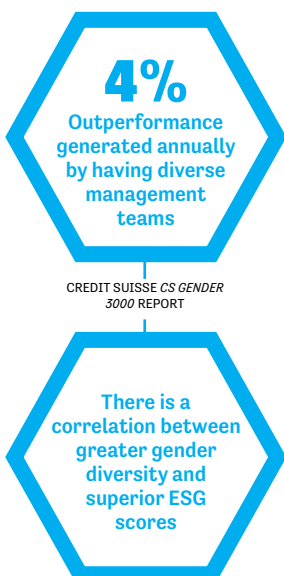 4%
Outperformance
generated annually
by having diverse
management
teams
CREDIT SUISSE CS GENDER
3000 REPORT
There is a
correlation between
greater gender
diversity and
superior ESG
scores